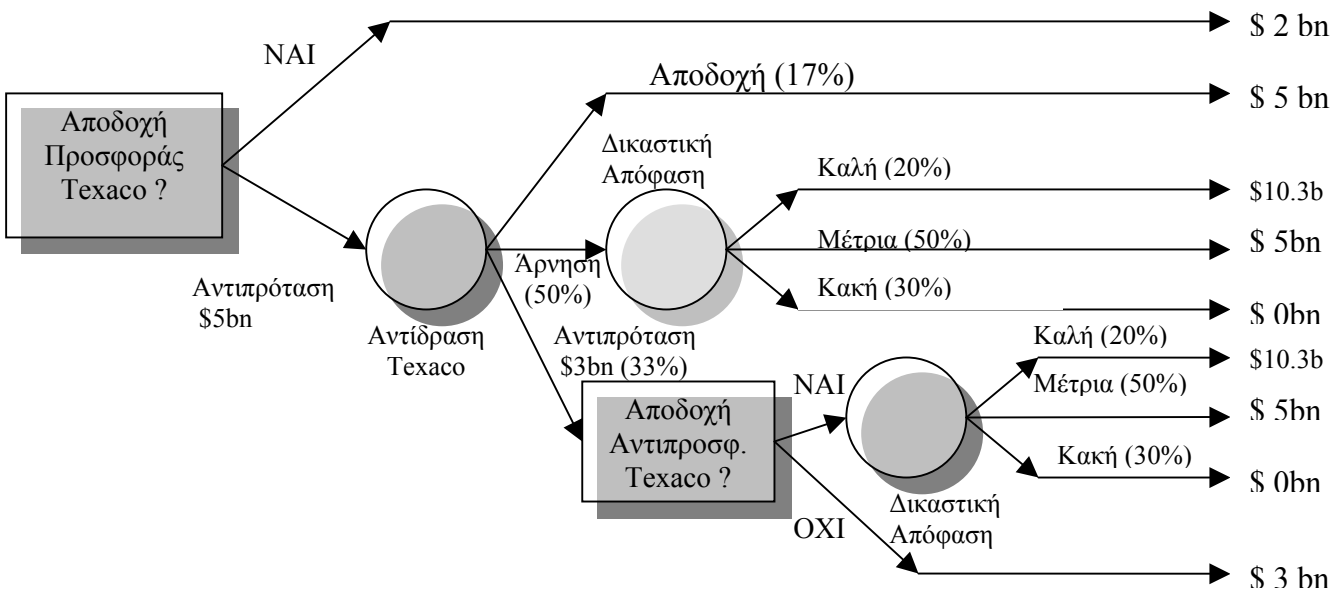 ΝΑΙ
$ 2 bn
Αποδοχή
Προσφοράς
Texaco ?
Αποδοχή (17%)
$ 5 bn
Δικαστική
Απόφαση
Καλή (20%)
$10.3b
Μέτρια (50%)
$ 5bn
Κακή (30%)
$ 0bn
Άρνηση
(50%)
Αντιπρόταση
$5bn
Αντίδραση
Texaco
Αντιπρόταση
$3bn (33%)
Αποδοχή
Αντιπροσφ.
Texaco ?
ΝΑΙ
Καλή (20%)
$10.3b
Μέτρια (50%)
$ 5bn
Κακή (30%)
$ 0bn
Δικαστική
Απόφαση
ΟΧΙ
$ 3 bn